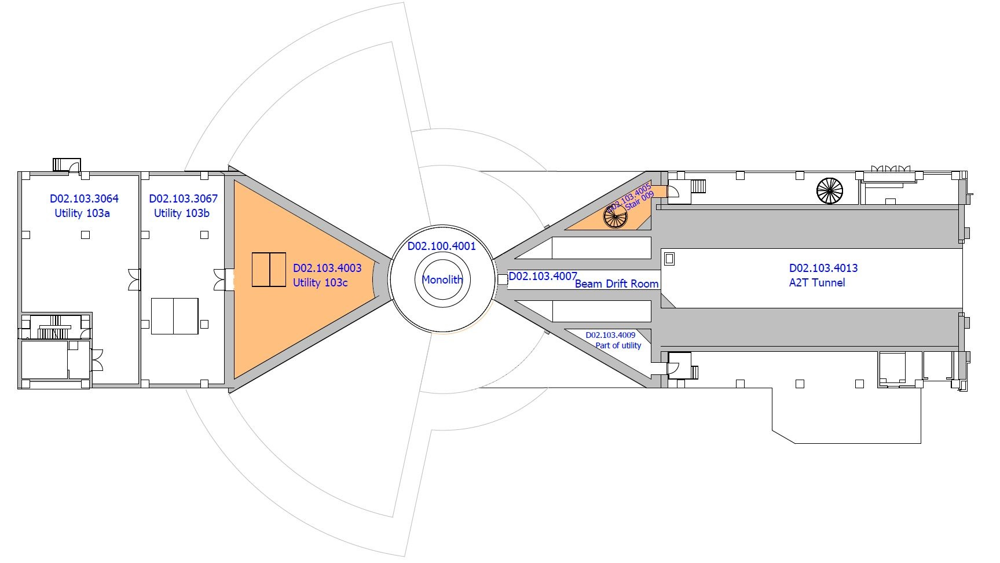 D02.103.3064
Utility 103a
D02.103.3067
Utility 103b
D02.103.4003
Utility 103c
D02.100.4001
Monolith
D02.103.4005
Stair 009
D02.103.4007
Beam Drift Room
D02.103.4009
Part of utility
D02.103.4013
A2T Tunnel